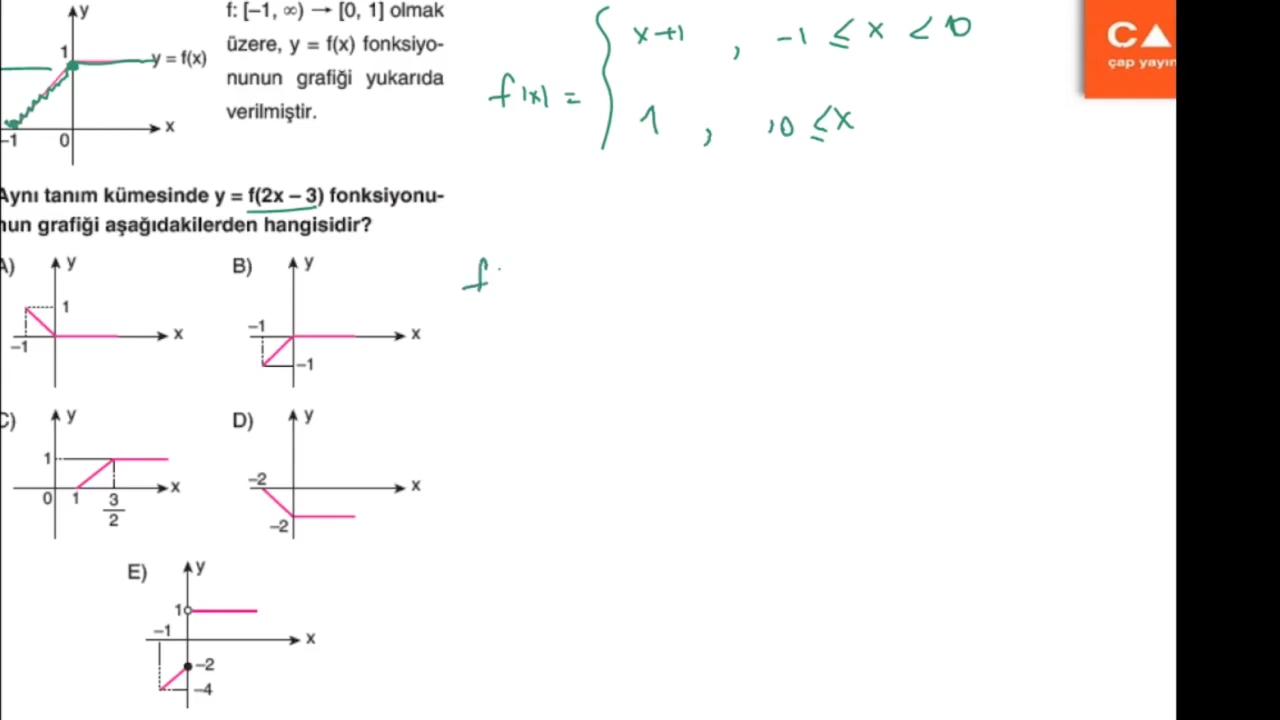 y
1
y = f(x)
-1
0
x
f: [–1, ∞) → [0, 1] olmak
üzere, y = f(x) fonksiyo-
nunun grafiği yukarıda
verilmiştir.
f(x) = { x+1 , -1 ≤ x < 0
1 , 0 ≤ x
CA
çap yayın
Aynı tanım kümesinde y = f(2x – 3) fonksiyonu-
nun grafiği aşağıdakilerden hangisidir?
A)
y
1
x
–1
B)
y
–1
x
–1
f
C)
y
1
0
1
3
2
x
D)
y
–2
x
–2
E)
y
1
–1
x
–2
–4